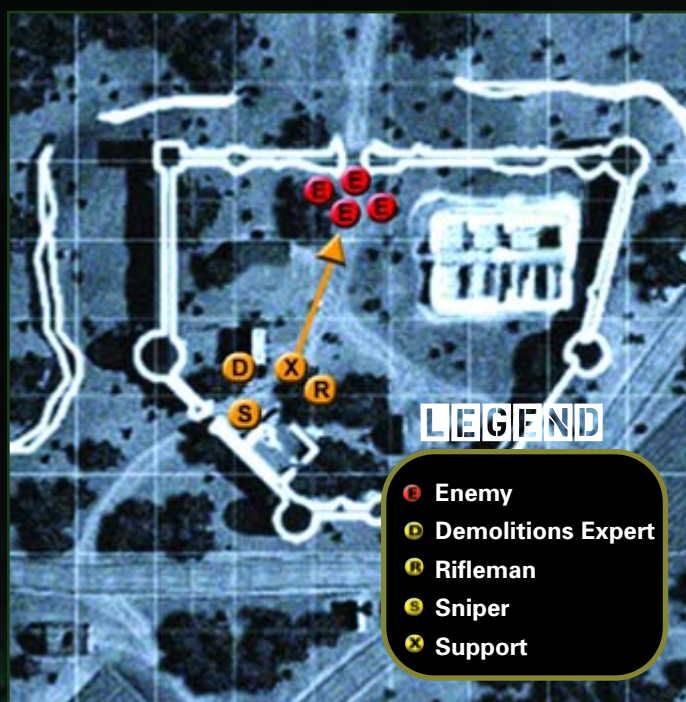 E
E
E
E
D
X
R
S
LEGEND
E Enemy
D Demolitions Expert
R Rifleman
S Sniper
X Support